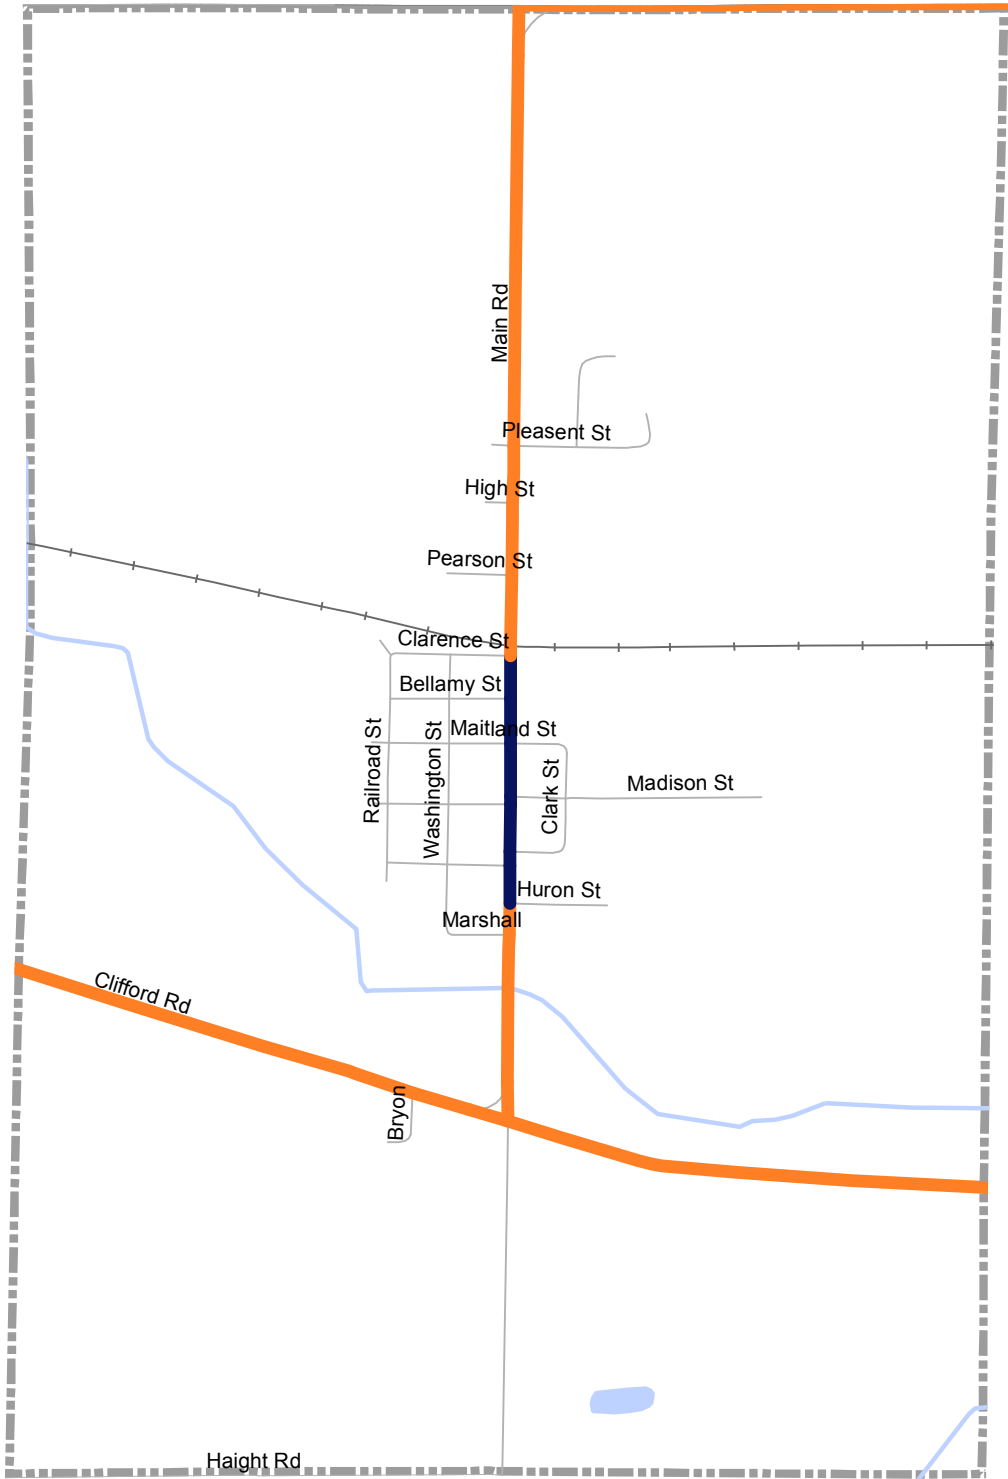 Main Rd
Pleasent St
High St
Pearson St
Clarence St
Bellamy St
Maitland St
Railroad St
Washington St
Clark St
Madison St
Huron St
Marshall
Clifford Rd
Bryon
Haight Rd